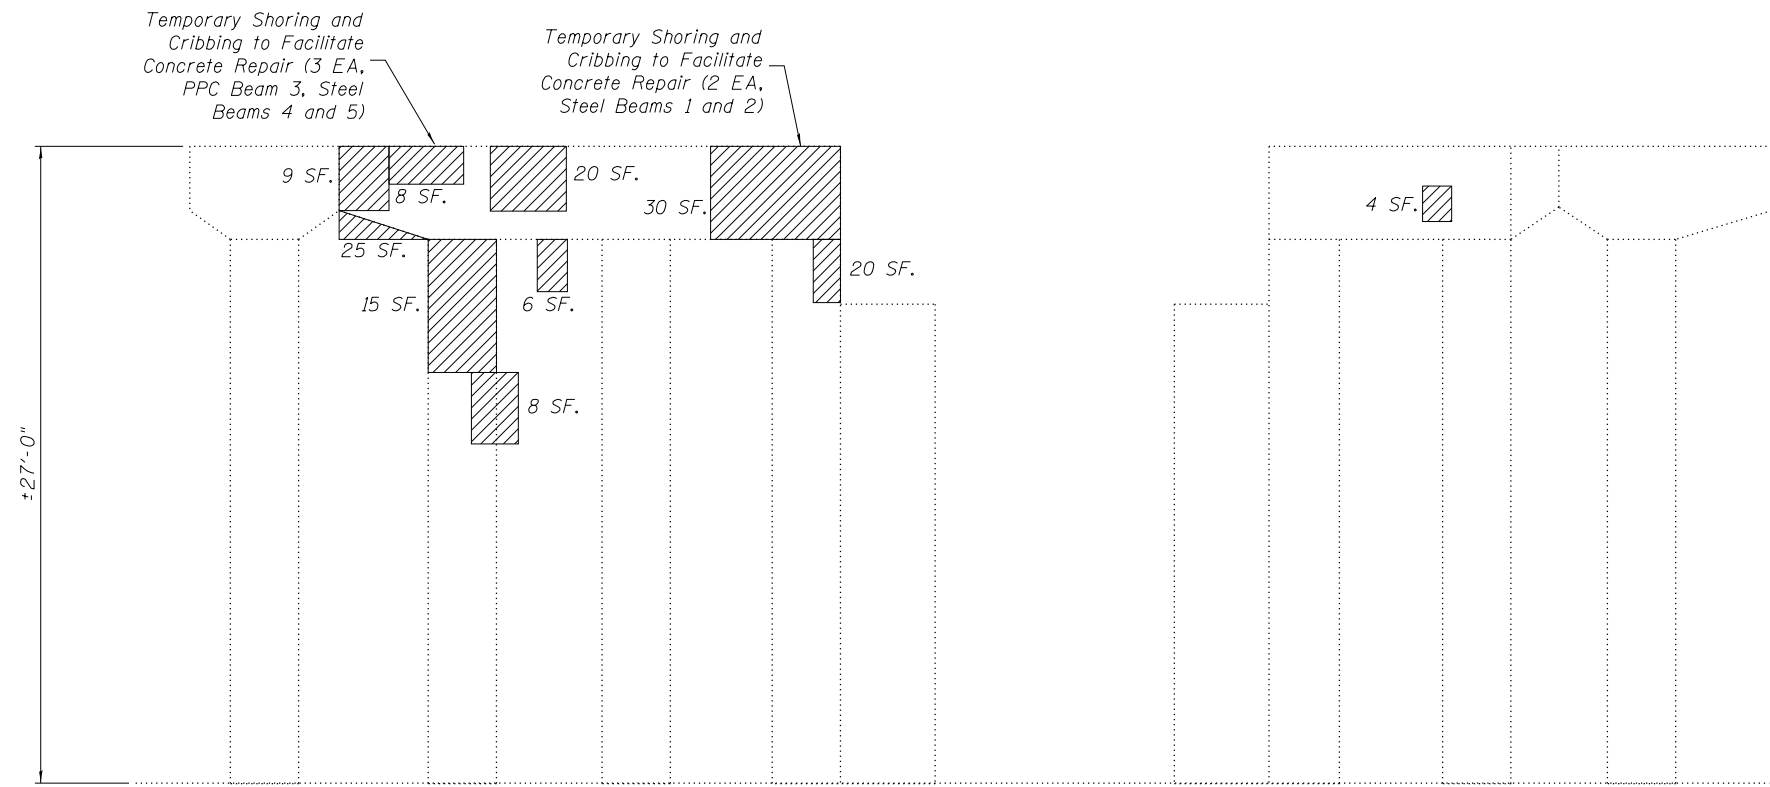 Temporary Shoring and
Cribbing to Facilitate
Concrete Repair (3 EA,
PPC Beam 3, Steel
Beams 4 and 5)
Temporary Shoring and
Cribbing to Facilitate
Concrete Repair (2 EA,
Steel Beams 1 and 2)
9 SF.
8 SF.
20 SF.
30 SF.
4 SF.
25 SF.
15 SF.
6 SF.
20 SF.
8 SF.
±27'-0"